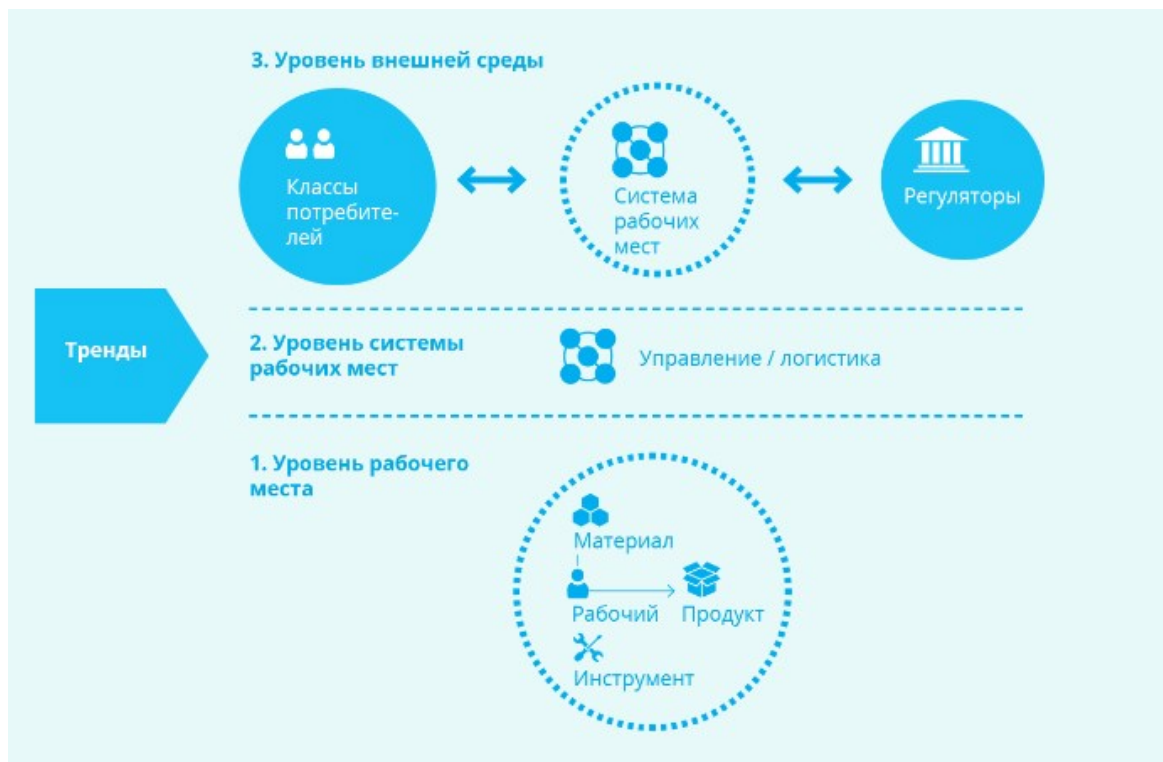 3. Уровень внешней среды
Классы
потребите-
лей
Система
рабочих
мест
Регуляторы
Тренды
2. Уровень системы
рабочих мест
Управление / логистика
1. Уровень рабочего
места
Материал
Рабочий
Продукт
Инструмент